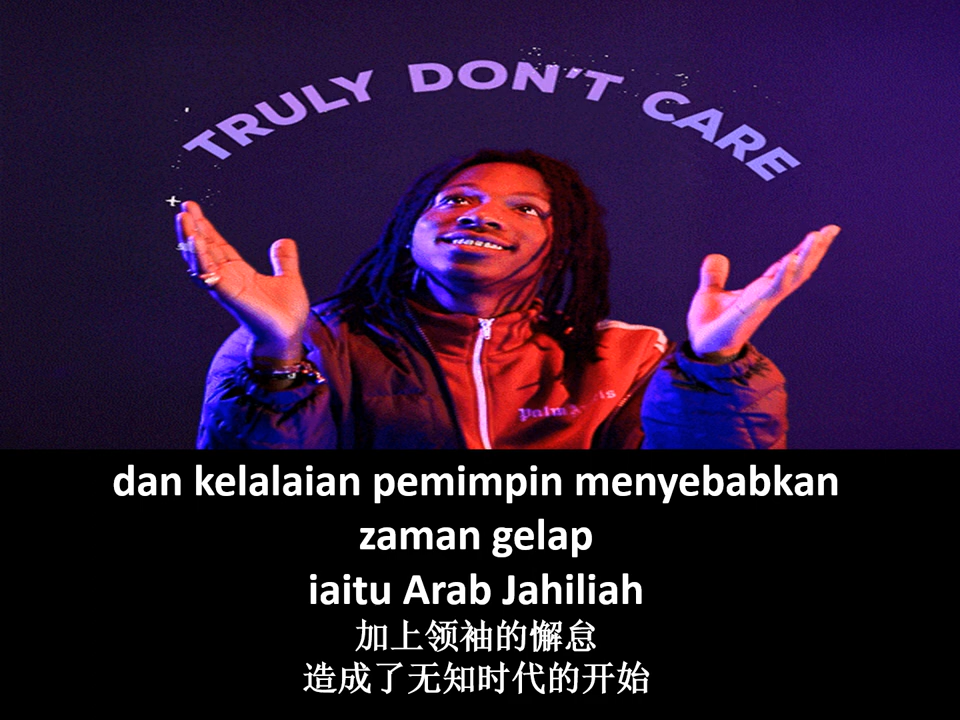 TRULY DON'T CARE
dan kelalaian pemimpin menyebabkan
zaman gelap
iaitu Arab Jahiliah
加上领袖的懈怠
造成了无知时代的开始